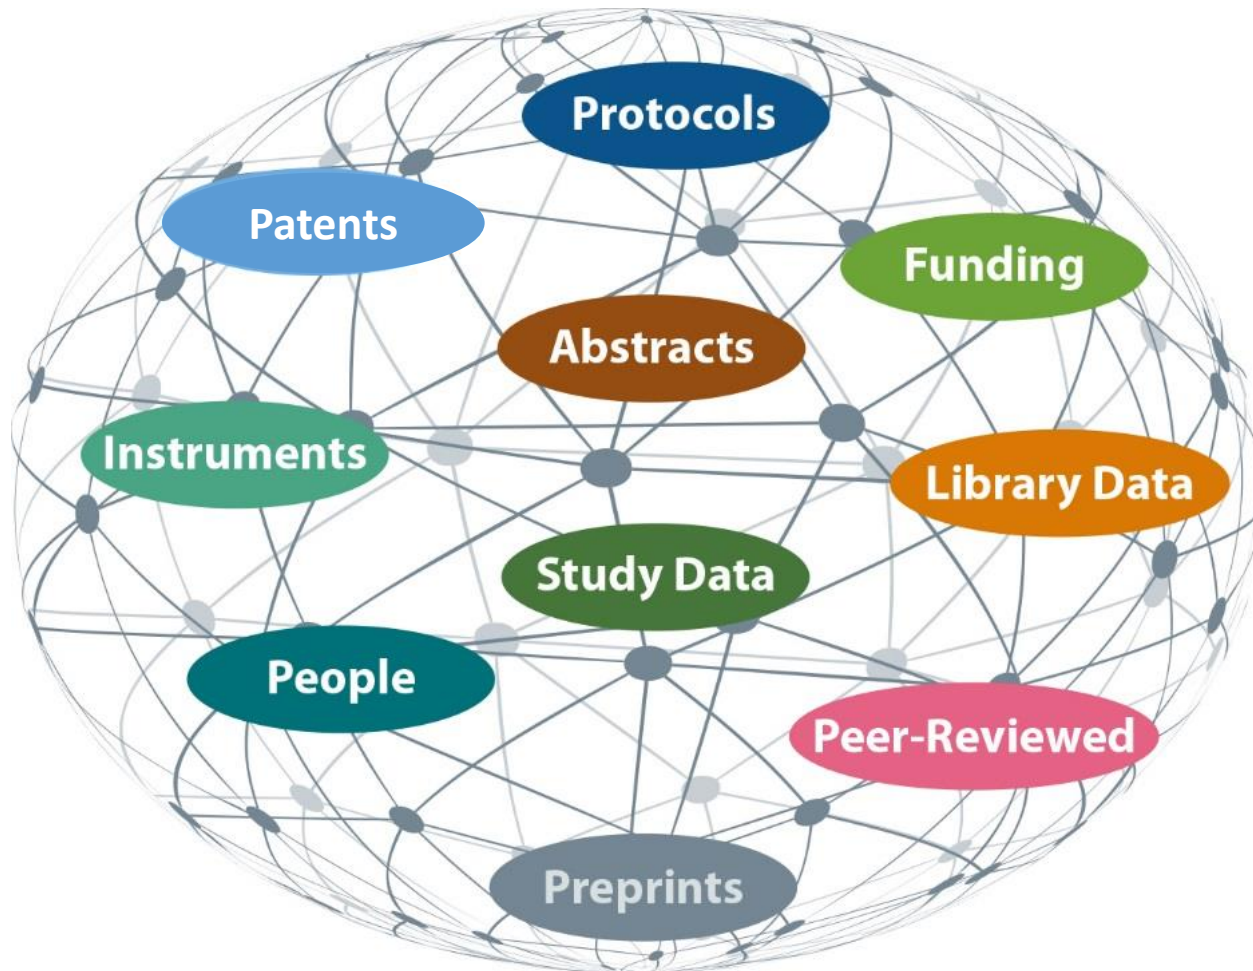 Protocols
Patents
Funding
Abstracts
Instruments
Library Data
Study Data
People
Peer-Reviewed
Preprints